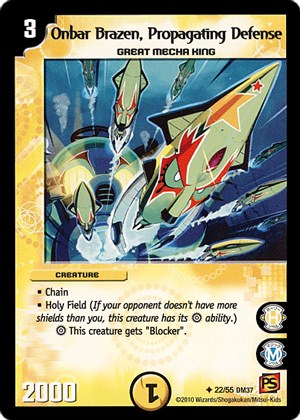 3 Onbar Brazen, Propagating Defense
GREAT MECHA KING
CREATURE
▪ Chain
▪ Holy Field (If your opponent doesn't have more
shields than you, this creature has its Ⓗ ability.)
Ⓗ This creature gets "Blocker".
H
M
2000
1
22/55 DM37
PS
©2010 Wizards/Shogakukan/Mitsui-Kids